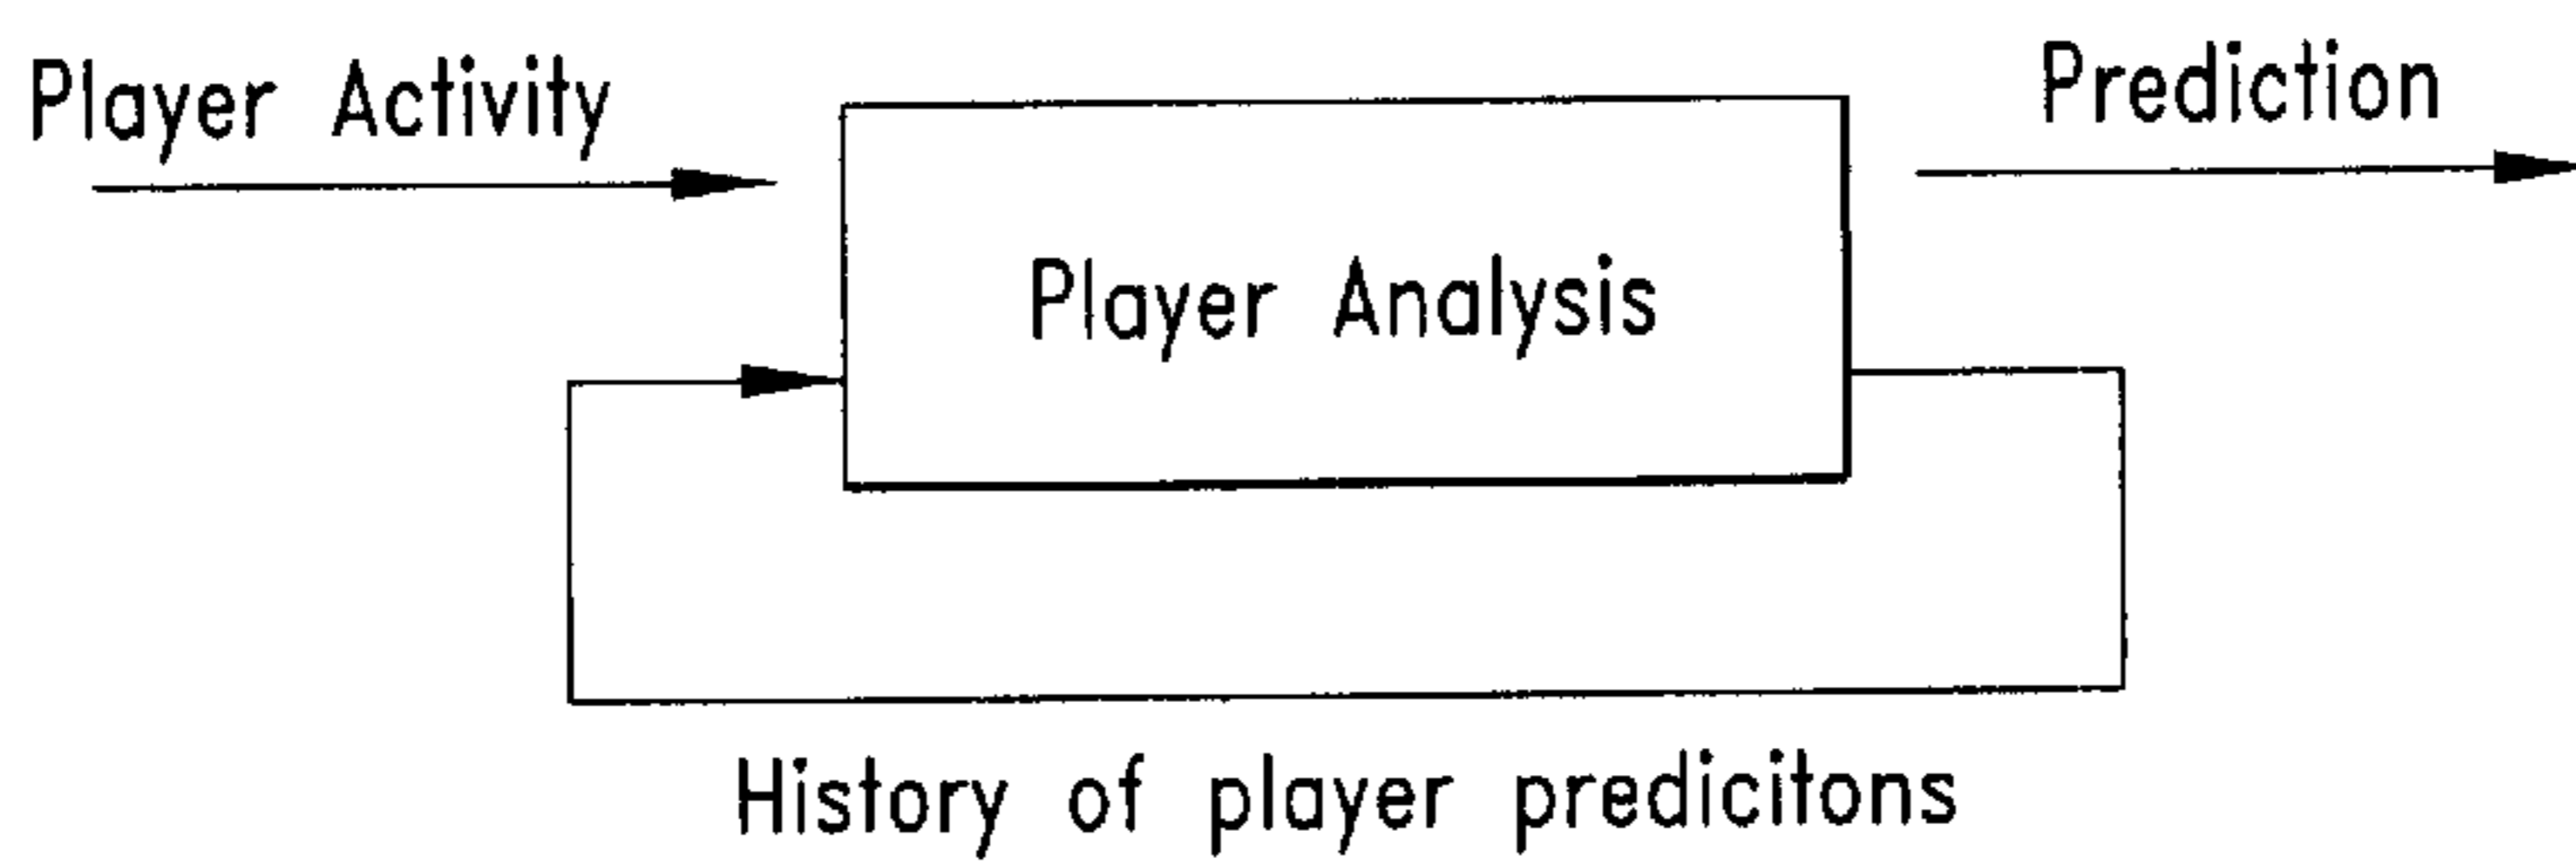 Player Activity
Prediction
Player Analysis
History of player predicitons